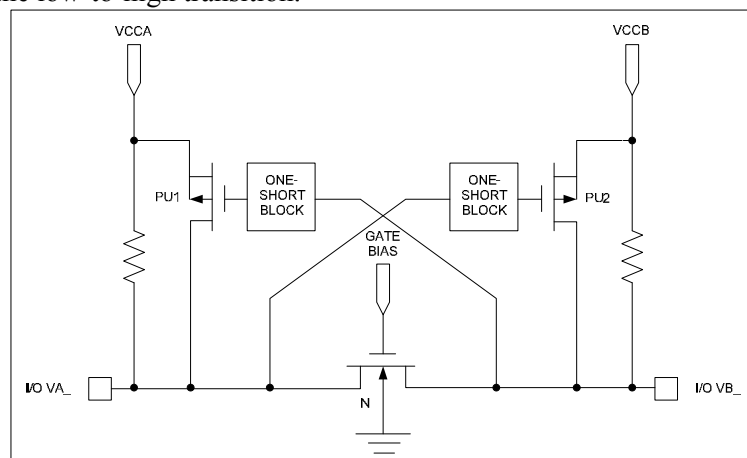 the low-to-high transition.
VCCA
VCCB
ONE-
SHORT
BLOCK
ONE-
SHORT
BLOCK
PU1
PU2
GATE
BIAS
I/O VA_
I/O VB_
N